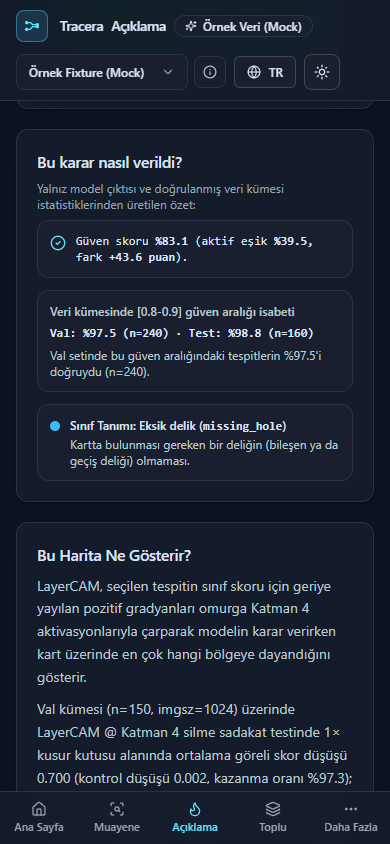 Tracera Açıklama
Örnek Veri (Mock)
Örnek Fixture (Mock)
TR
Bu karar nasıl verildi?
Yalnız model çıktısı ve doğrulanmış veri kümesi
istatistiklerinden üretilen özet:
Güven skoru %83.1 (aktif eşik %39.5,
fark +43.6 puan).
Veri kümesinde [0.8-0.9] güven aralığı isabeti
Val: %97.5 (n=240) · Test: %98.8 (n=160)
Val setinde bu güven aralığındaki tespitlerin %97.5'i
doğruydu (n=240).
Sınıf Tanımı: Eksik delik (missing_hole)
Kartta bulunması gereken bir deliğin (bileşen ya da
geçiş deliği) olmaması.
Bu Harita Ne Gösterir?
LayerCAM, seçilen tespitin sınıf skoru için geriye
yayılan pozitif gradyanları omurga Katman 4
aktivasyonlarıyla çarparak modelin karar verirken
kart üzerinde en çok hangi bölgeye dayandığını
gösterir.
Val kümesi (n=150, imgsz=1024) üzerinde
LayerCAM @ Katman 4 silme sadakat testinde 1×
kusur kutusu alanında ortalama göreli skor düşüşü
0.700 (kontrol düşüşü 0.002, kazanma oranı %97.3);
Ana Sayfa
Muayene
Açıklama
Toplu
Daha Fazla